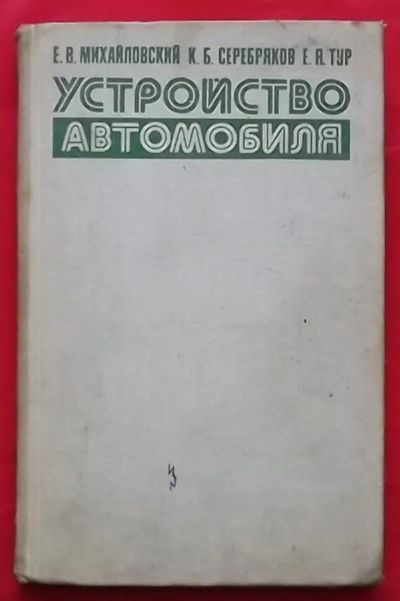 Е. В. МИХАЙЛОВСКИЙ К. Б. СЕРЕБРЯКОВ Е. Я. ТУР
УСТРОЙСТВО
АВТОМОБИЛЯ